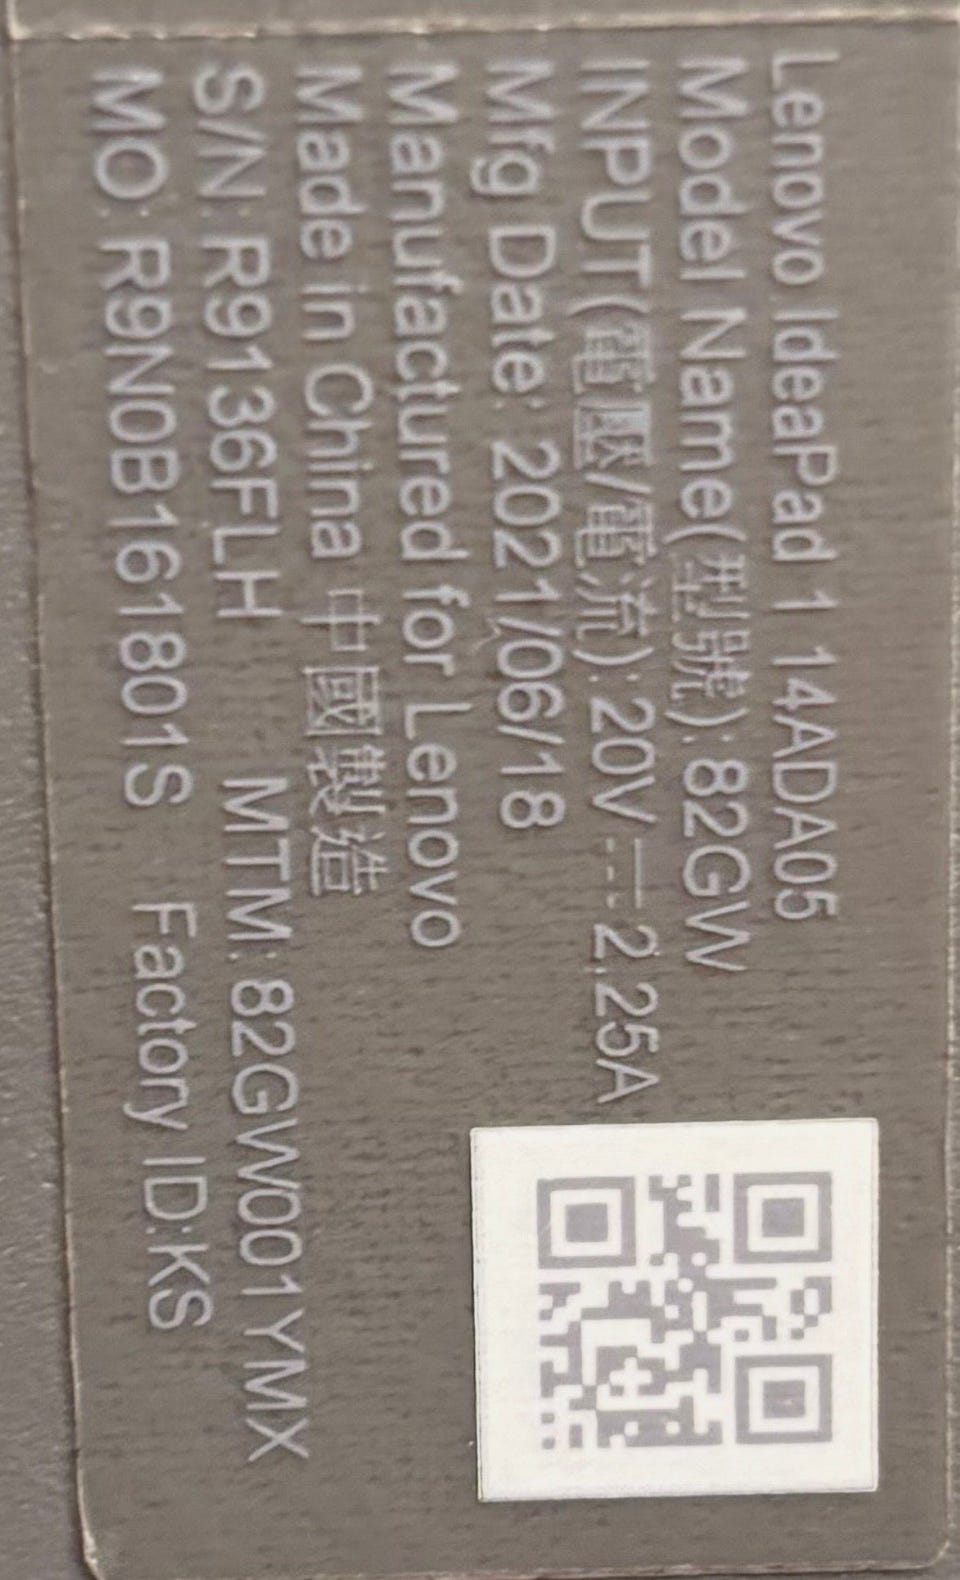 Lenovo IdeaPad 1 14ADA05
Model Name(型號): 82GW
INPUT(電壓/電流): 20V⎓2.25A
Mfg Date: 2021/06/18
Manufactured for Lenovo
Made in China 中國製造
S/N: R9136FLH MTM: 82GW001YMX
MO: R9N0B161801S Factory ID:KS